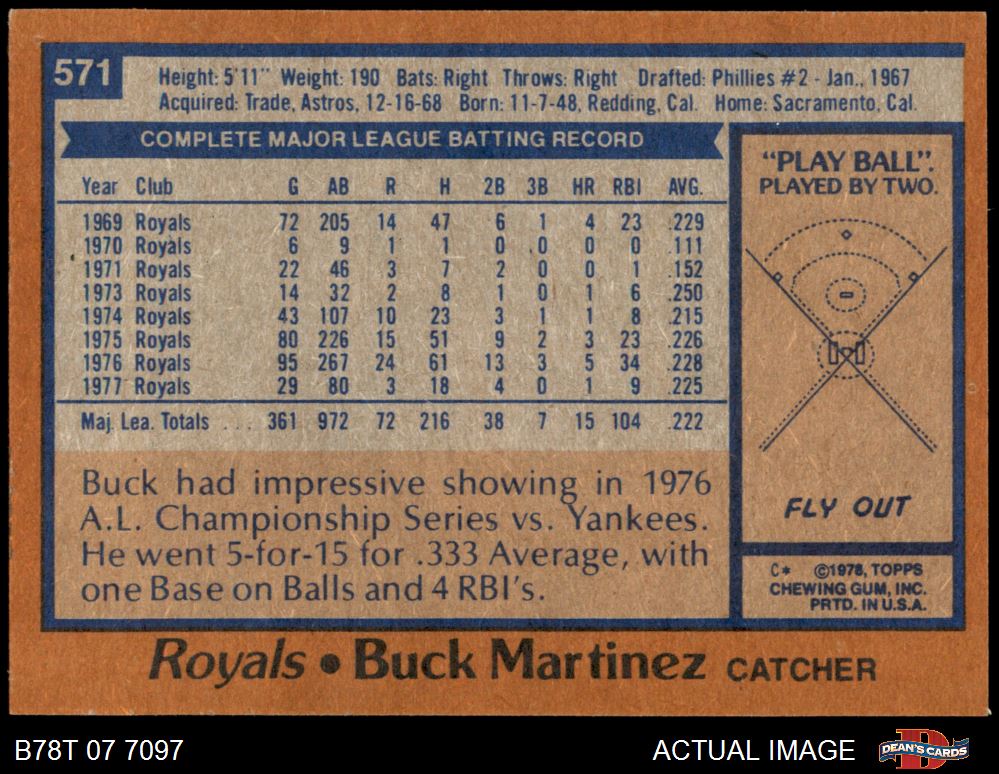 571
Height: 5'11" Weight: 190 Bats: Right Throws: Right Drafted: Phillies #2 - Jan., 1967
Acquired: Trade, Astros, 12-16-68 Born: 11-7-48, Redding, Cal. Home: Sacramento, Cal.
COMPLETE MAJOR LEAGUE BATTING RECORD
Year Club G AB R H 2B 3B HR RBI AVG.
1969 Royals 72 205 14 47 6 1 4 23 .229
1970 Royals 6 9 1 1 0 0 0 0 .111
1971 Royals 22 46 3 7 2 0 0 1 .152
1973 Royals 14 32 2 8 1 0 1 6 .250
1974 Royals 43 107 10 23 3 1 1 8 .215
1975 Royals 80 226 15 51 9 2 3 23 .226
1976 Royals 95 267 24 61 13 3 5 34 .228
1977 Royals 29 80 3 18 4 0 1 9 .225
Maj. Lea. Totals ... 361 972 72 216 38 7 15 104 .222
Buck had impressive showing in 1976
A.L. Championship Series vs. Yankees.
He went 5-for-15 for .333 Average, with
one Base on Balls and 4 RBI's.
"PLAY BALL".
PLAYED BY TWO.
FLY OUT
C* ©1978, TOPPS
CHEWING GUM, INC.
PRTD. IN U.S.A.
Royals • Buck Martinez CATCHER
B78T 07 7097
ACTUAL IMAGE
DEAN'S CARDS